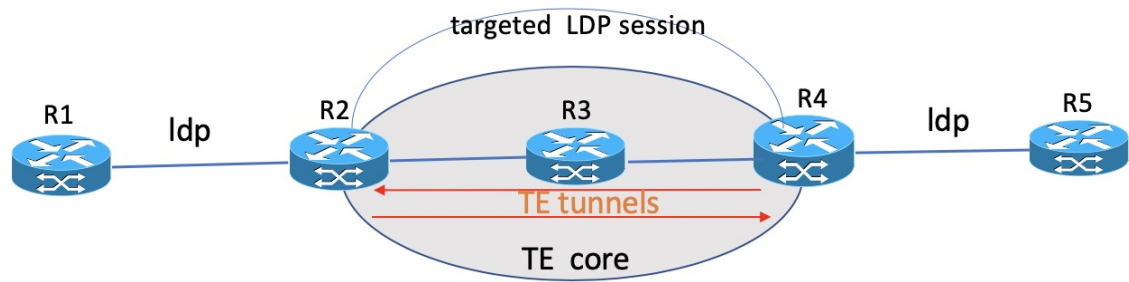 targeted LDP session
R1
ldp
R2
R3
R4
ldp
R5
TE tunnels
TE core